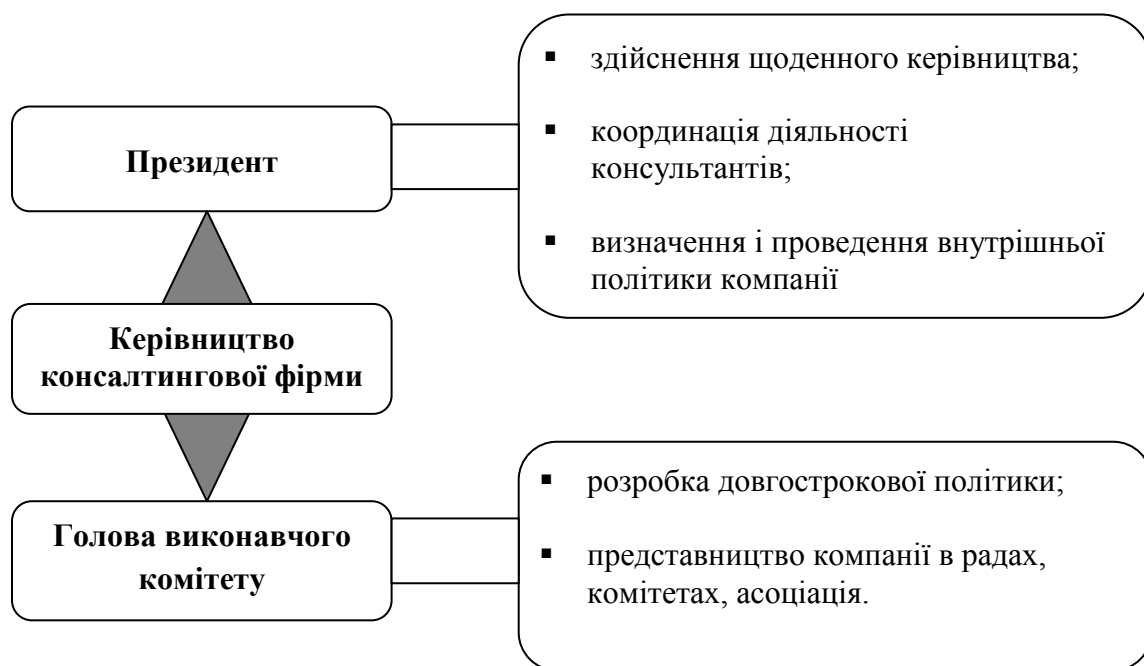 Президент
▪ здійснення щоденного керівництва;
▪ координація діяльності
консультантів;
▪ визначення і проведення внутрішньої
політики компанії
Керівництво
консалтингової фірми
Голова виконавчого
комітету
▪ розробка довгострокової політики;
▪ представництво компанії в радах,
комітетах, асоціація.